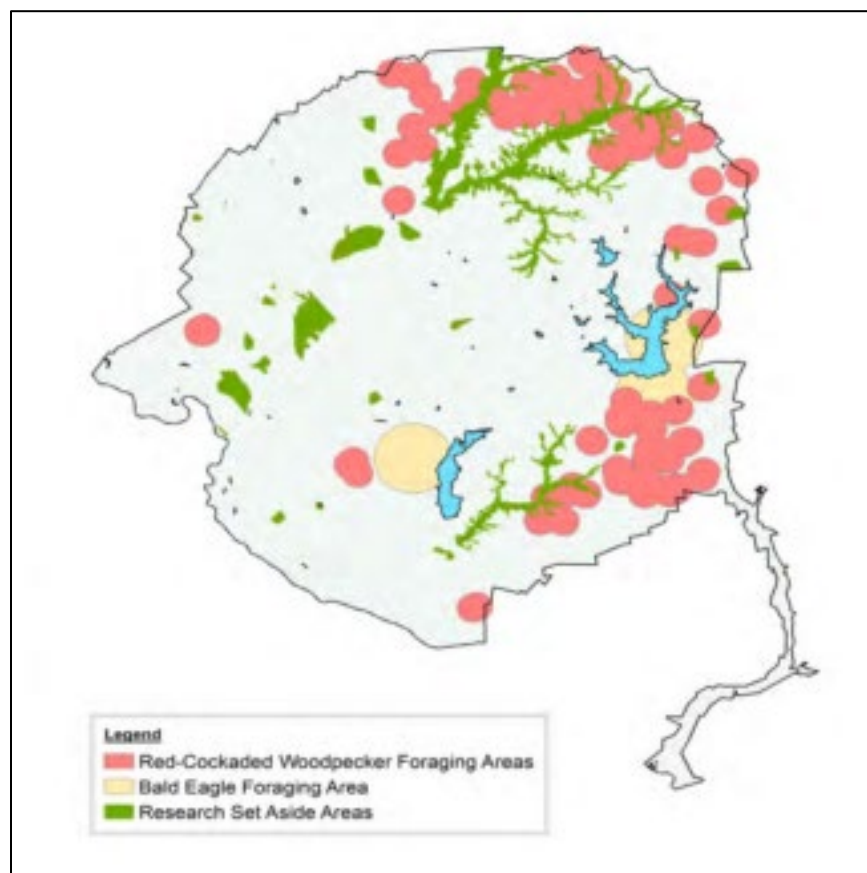 Legend
Red-Cockaded Woodpecker Foraging Areas
Bald Eagle Foraging Area
Research Set Aside Areas